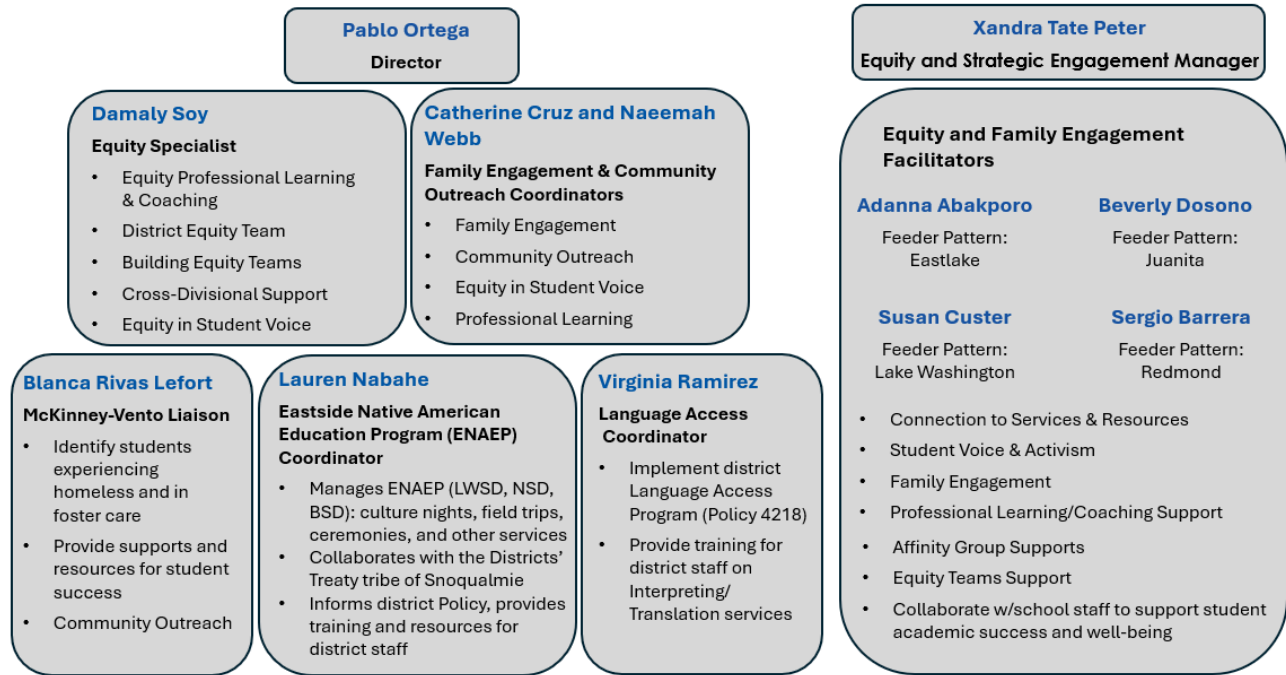 Pablo Ortega
Director
Xandra Tate Peter
Equity and Strategic Engagement Manager
Damaly Soy
Equity Specialist
• Equity Professional Learning
& Coaching
• District Equity Team
• Building Equity Teams
• Cross-Divisional Support
• Equity in Student Voice
Catherine Cruz and Naeemah
Webb
Family Engagement & Community
Outreach Coordinators
• Family Engagement
• Community Outreach
• Equity in Student Voice
• Professional Learning
Blanca Rivas Lefort
McKinney-Vento Liaison
• Identify students
experiencing
homeless and in
foster care
• Provide supports and
resources for student
success
• Community Outreach
Lauren Nabahe
Eastside Native American
Education Program (ENAEP)
Coordinator
• Manages ENAEP (LWSD, NSD,
BSD): culture nights, field trips,
ceremonies, and other services
• Collaborates with the Districts’
Treaty tribe of Snoqualmie
• Informs district Policy, provides
training and resources for
district staff
Virginia Ramirez
Language Access
Coordinator
• Implement district
Language Access
Program (Policy 4218)
• Provide training for
district staff on
Interpreting/
Translation services
Equity and Family Engagement
Facilitators
Adanna Abakporo
Feeder Pattern:
Eastlake
Beverly Dosono
Feeder Pattern:
Juanita
Susan Custer
Feeder Pattern:
Lake Washington
Sergio Barrera
Feeder Pattern:
Redmond
• Connection to Services & Resources
• Student Voice & Activism
• Family Engagement
• Professional Learning/Coaching Support
• Affinity Group Supports
• Equity Teams Support
• Collaborate w/school staff to support student
academic success and well-being